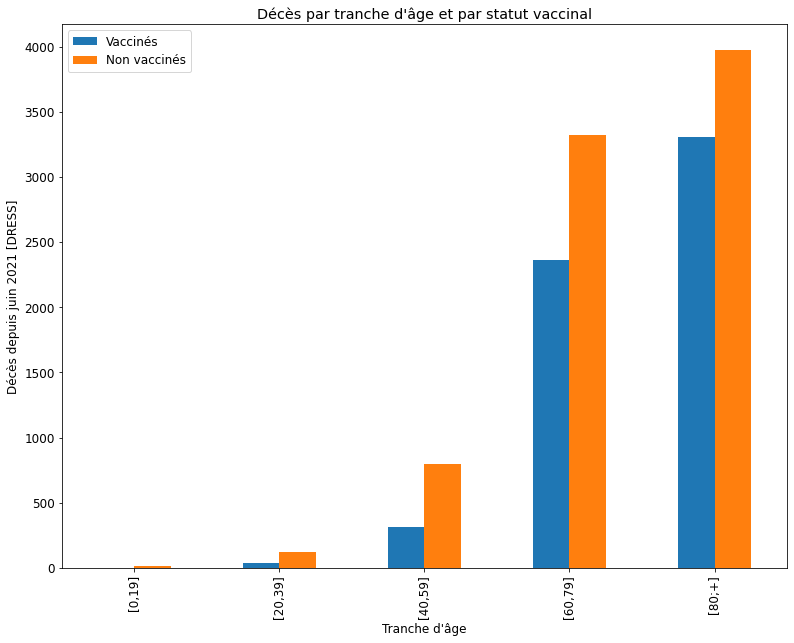 Décès par tranche d'âge et par statut vaccinal
Vaccinés
Non vaccinés
Décès depuis juin 2021 [DRESS]
4000
3500
3000
2500
2000
1500
1000
500
0
[0,19]
[20,39]
[40,59]
[60,79]
[80;+]
Tranche d'âge